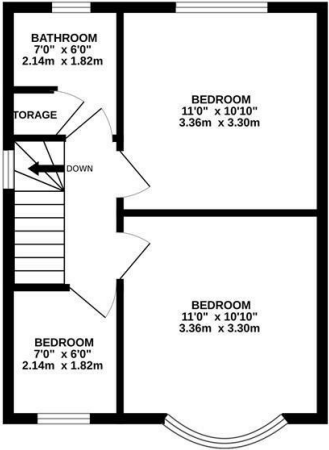 BATHROOM
7'0" x 6'0"
2.14m x 1.82m
BEDROOM
11'0" x 10'10"
3.36m x 3.30m
TORAGE
DOWN
BEDROOM
11'0" x 10'10"
3.36m x 3.30m
BEDROOM
7'0" x 6'0"
2.14m x 1.82m